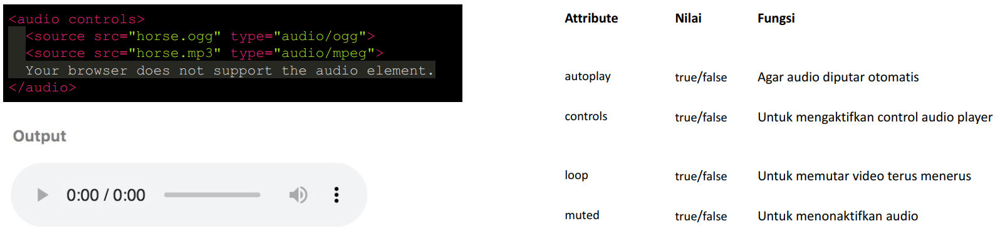 <audio controls>
  <source src="horse.ogg" type="audio/ogg">
  <source src="horse.mp3" type="audio/mpeg">
  Your browser does not support the audio element.
</audio>
Output
0:00 / 0:00
Attribute Nilai Fungsi
autoplay true/false Agar audio diputar otomatis
controls true/false Untuk mengaktifkan control audio player
loop true/false Untuk memutar video terus menerus
muted true/false Untuk menonaktifkan audio